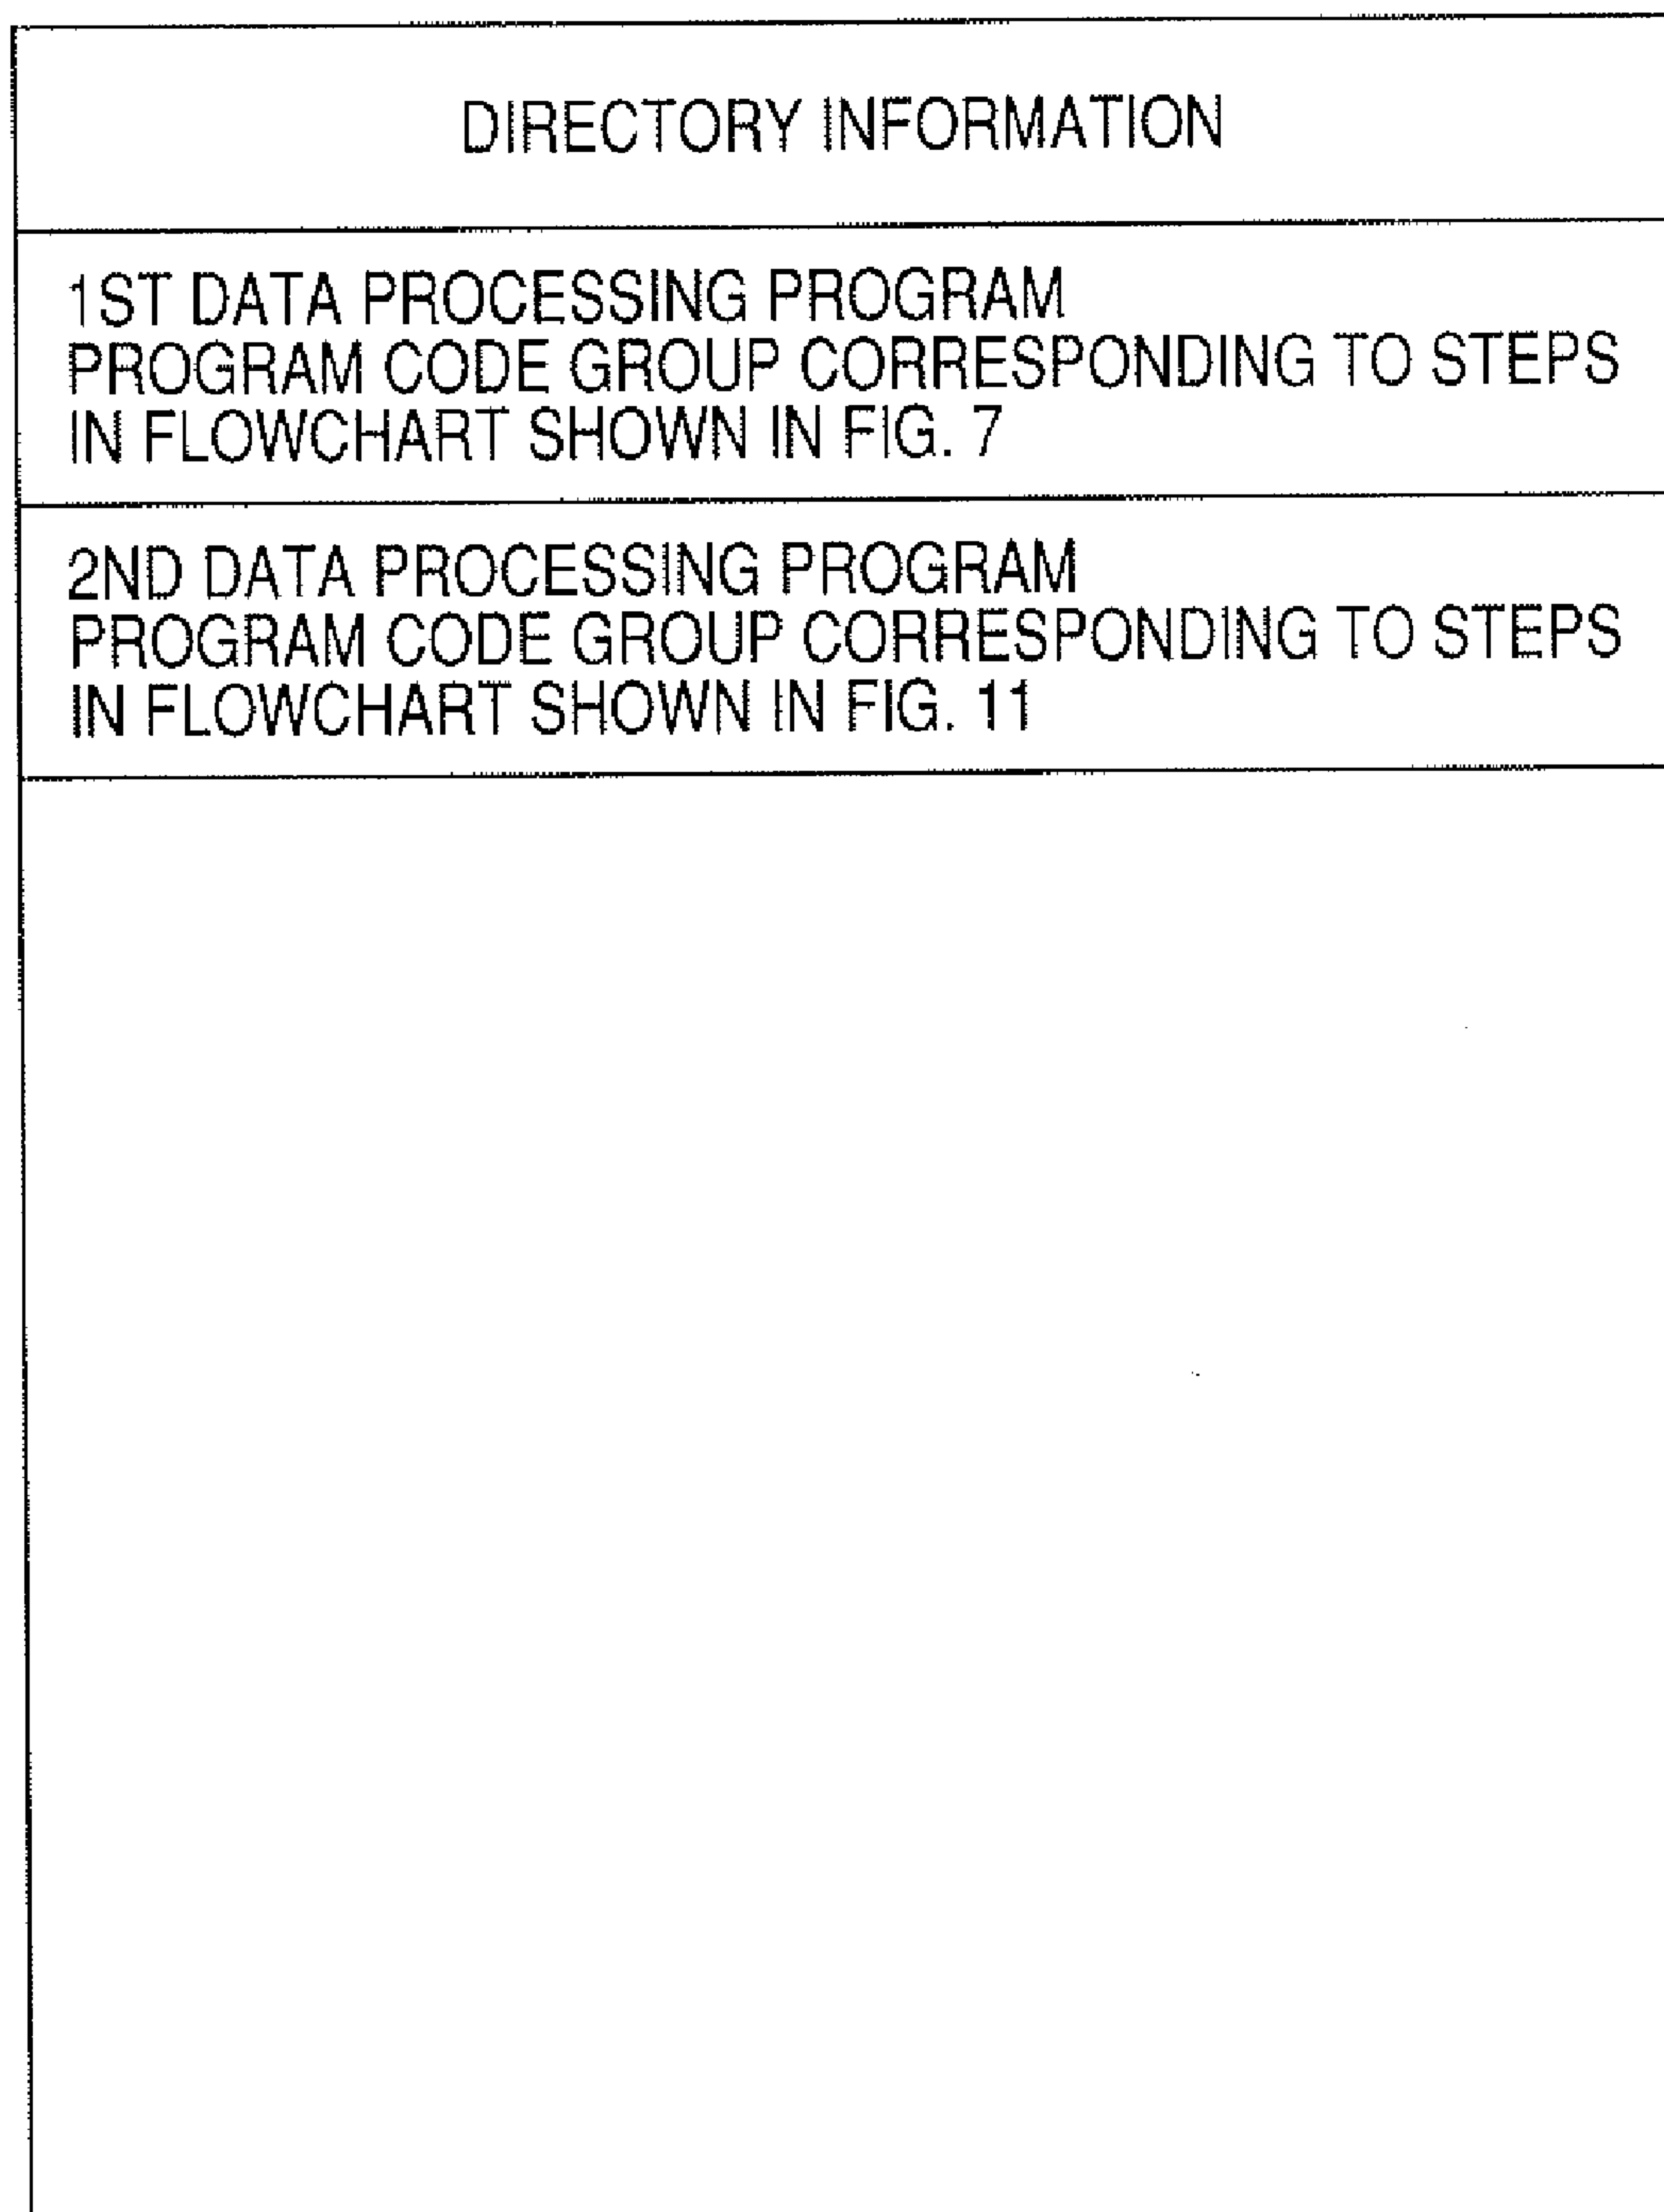 DIRECTORY INFORMATION
1ST DATA PROCESSING PROGRAM
PROGRAM CODE GROUP CORRESPONDING TO STEPS
IN FLOWCHART SHOWN IN FIG. 7
2ND DATA PROCESSING PROGRAM
PROGRAM CODE GROUP CORRESPONDING TO STEPS
IN FLOWCHART SHOWN IN FIG. 11